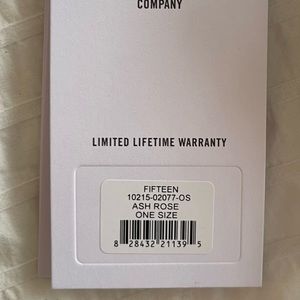 COMPANY
LIMITED LIFETIME WARRANTY
FIFTEEN
10215-02077-OS
ASH ROSE
ONE SIZE
8 28432 21139 5